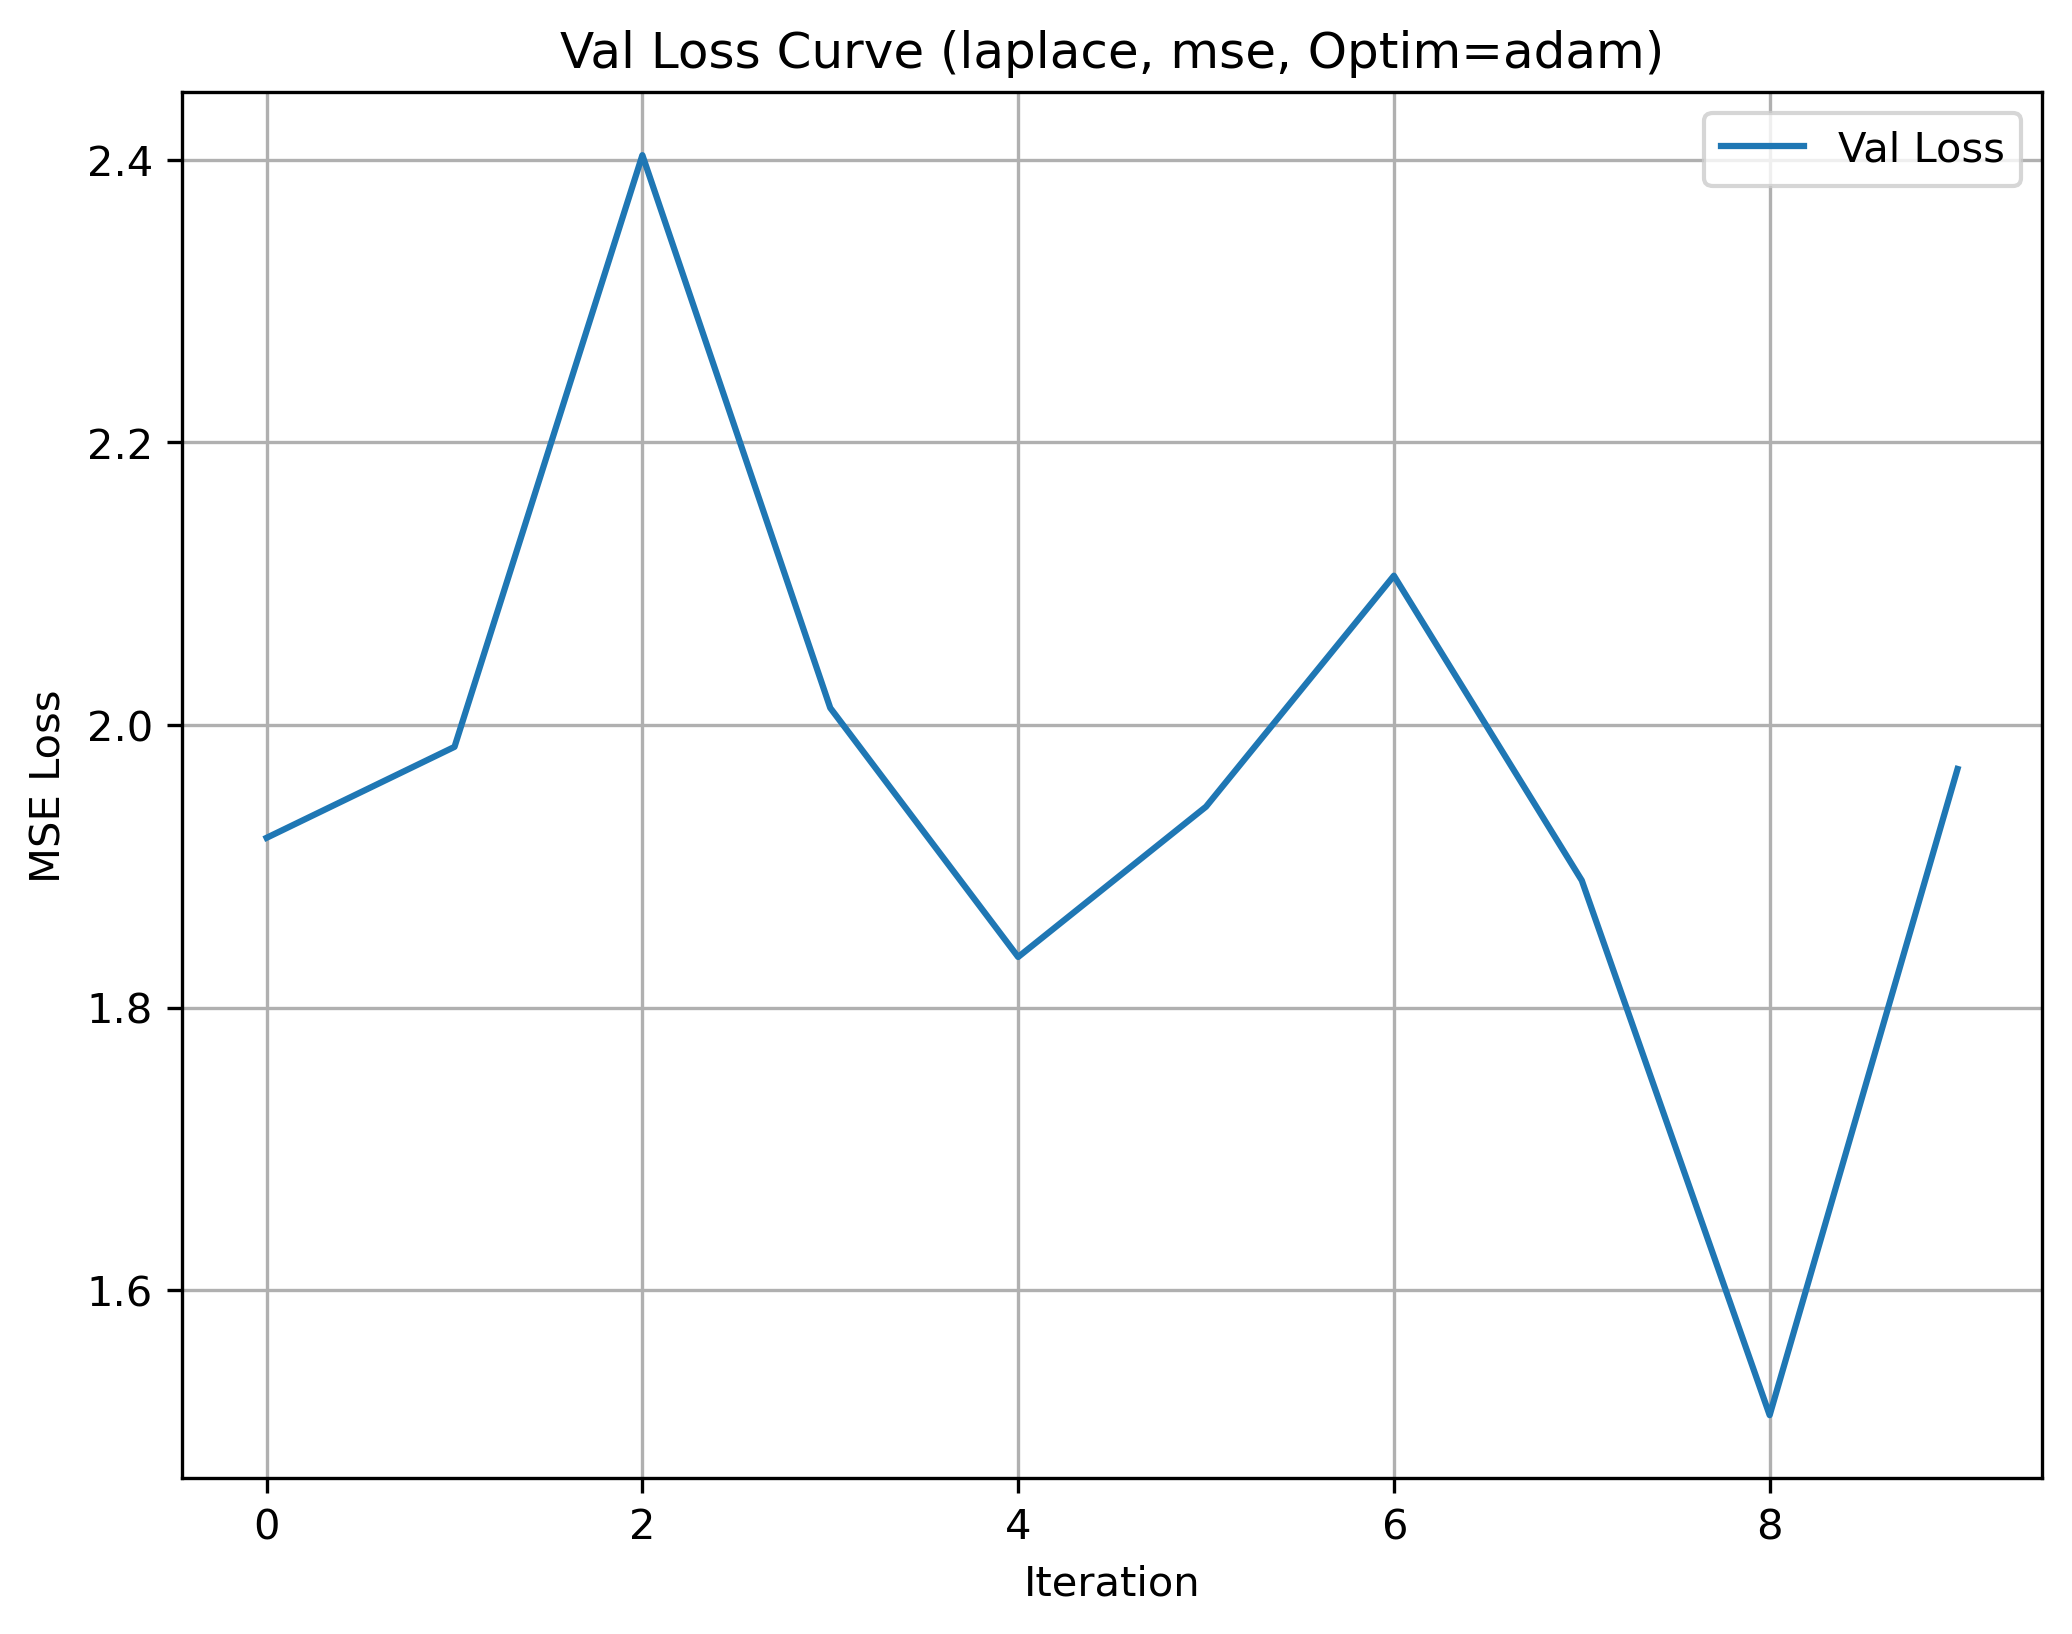 Val Loss Curve (laplace, mse, Optim=adam)
Val Loss
2.4
2.2
2.0
1.8
1.6
MSE Loss
0 2 4 6 8
Iteration